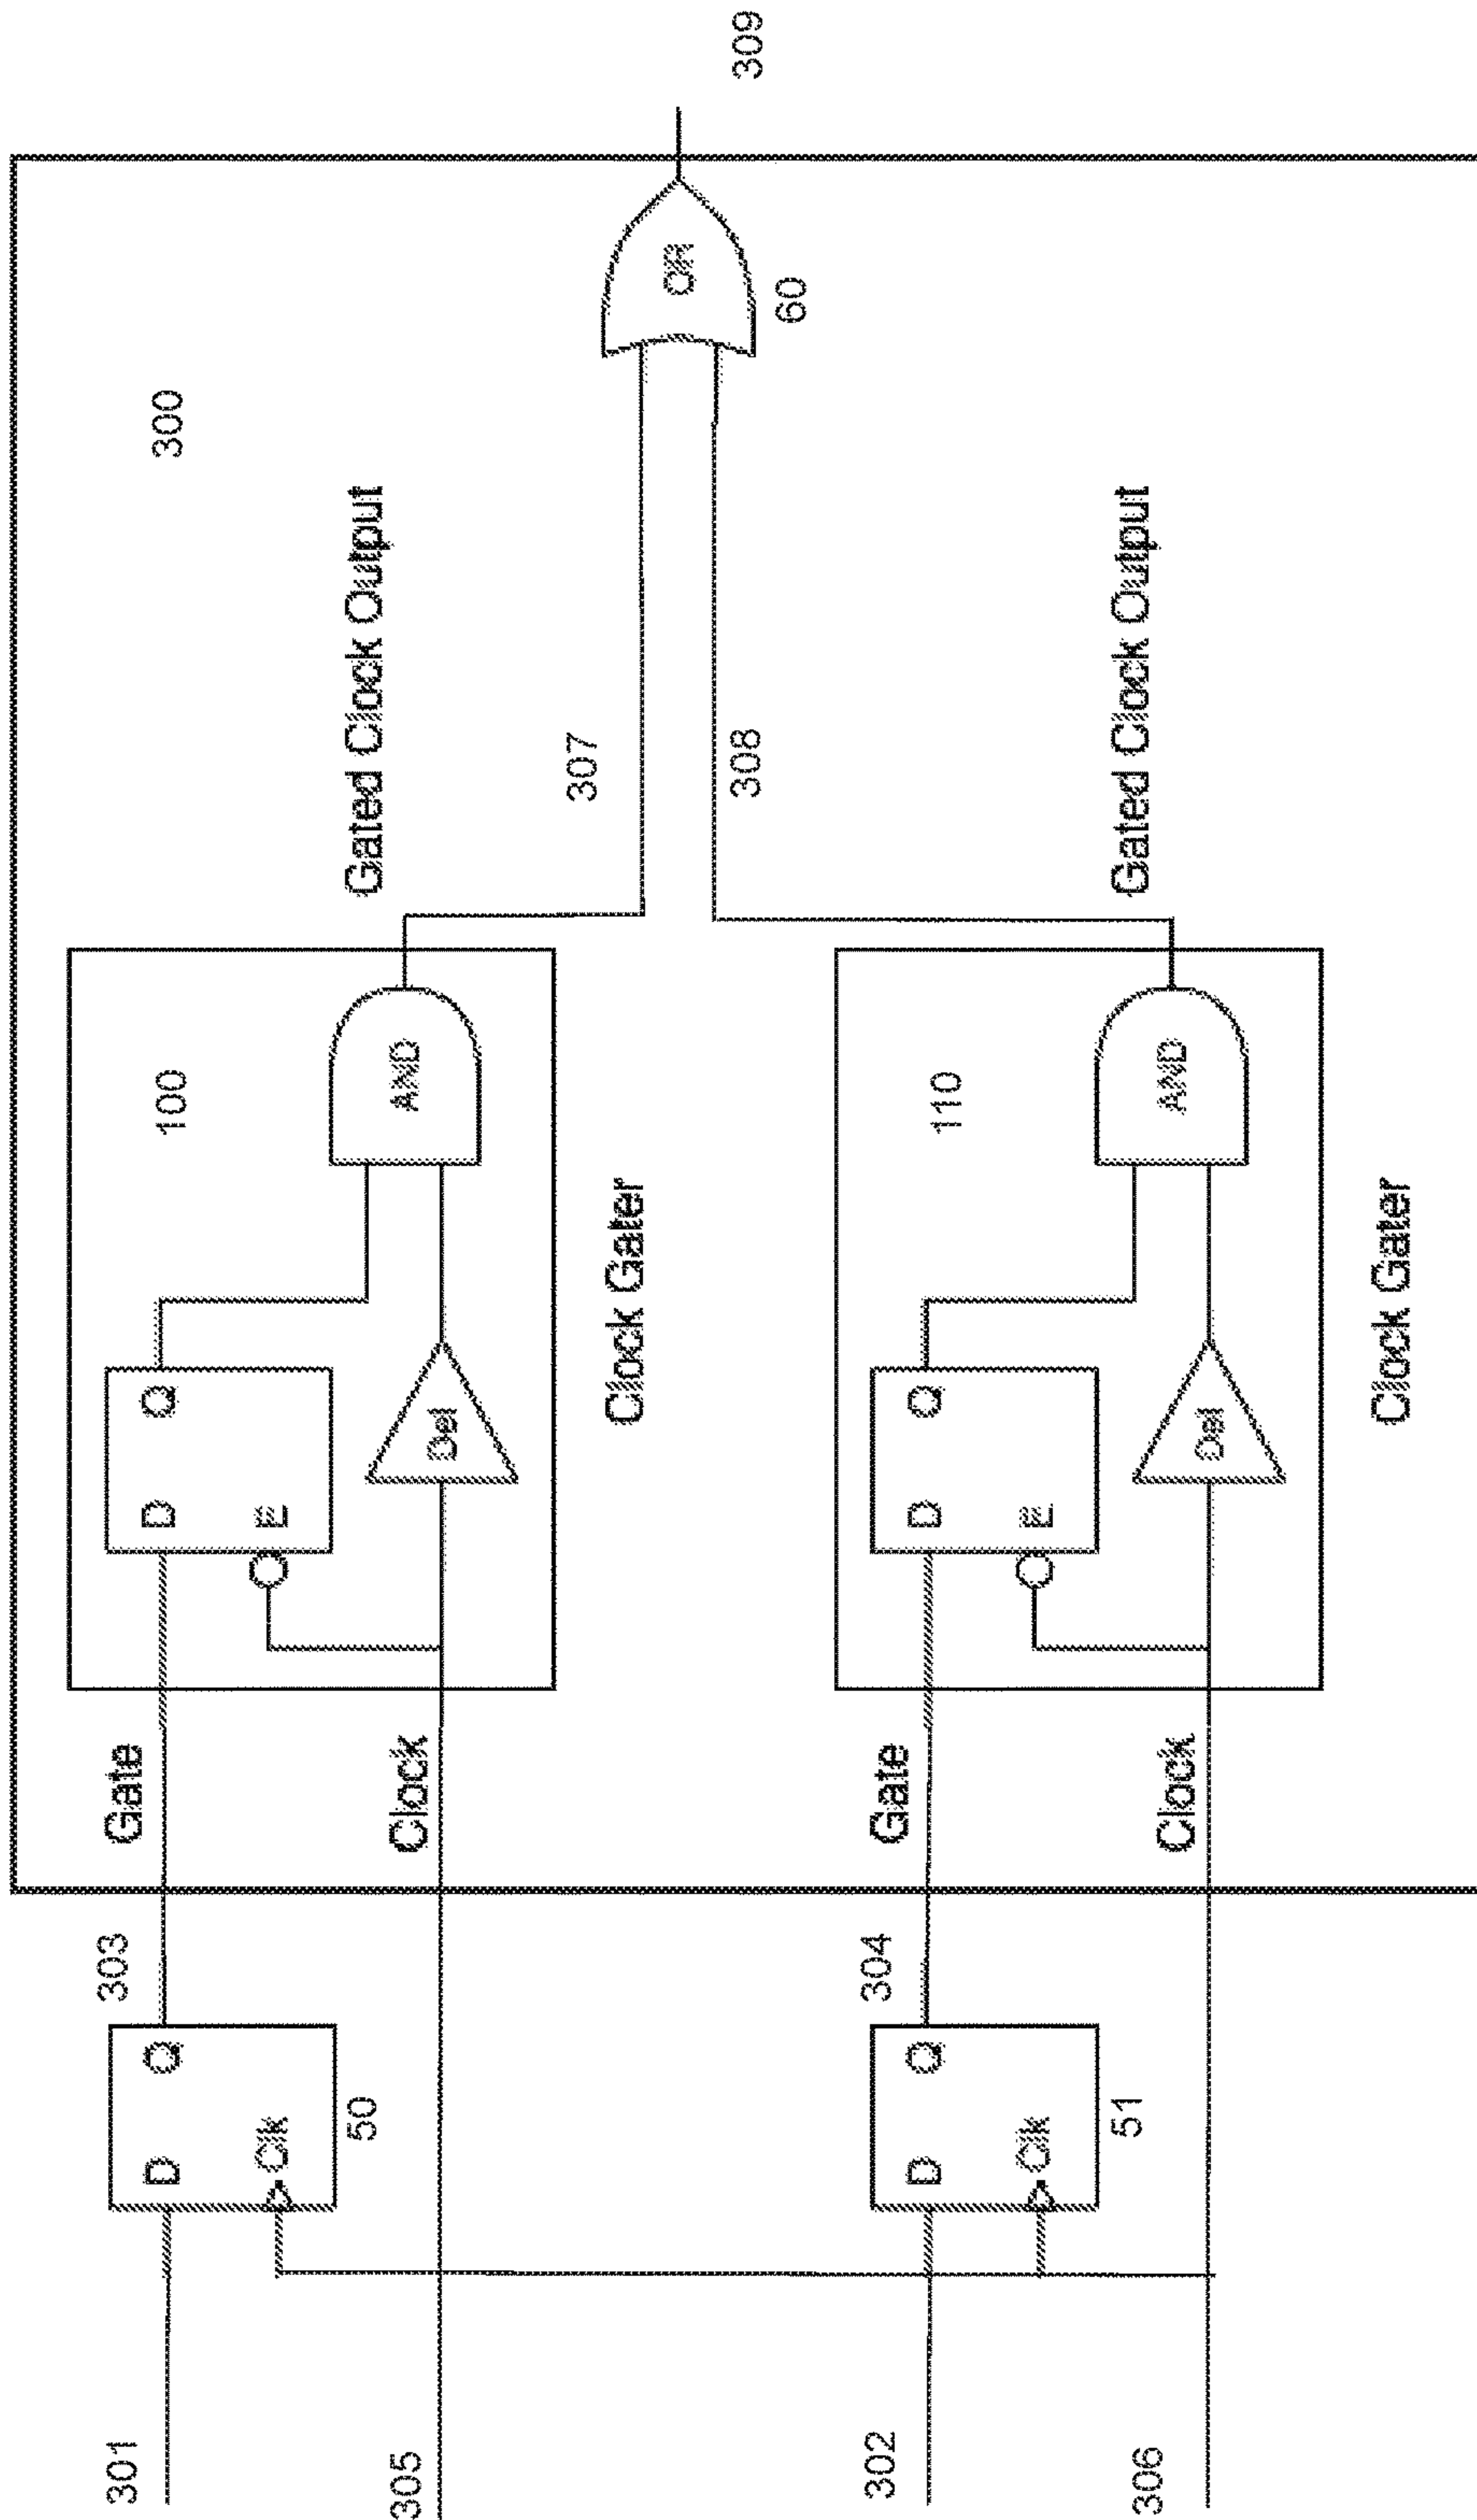 301
D
Q
Clk
50
303
Gate
305
Clock
D
Q
E
Del
100
AND
Clock Gater
Gated Clock Output
300
307
OR
60
309
308
302
D
Q
Clk
51
304
Gate
306
Clock
D
Q
E
Del
110
AND
Clock Gater
Gated Clock Output